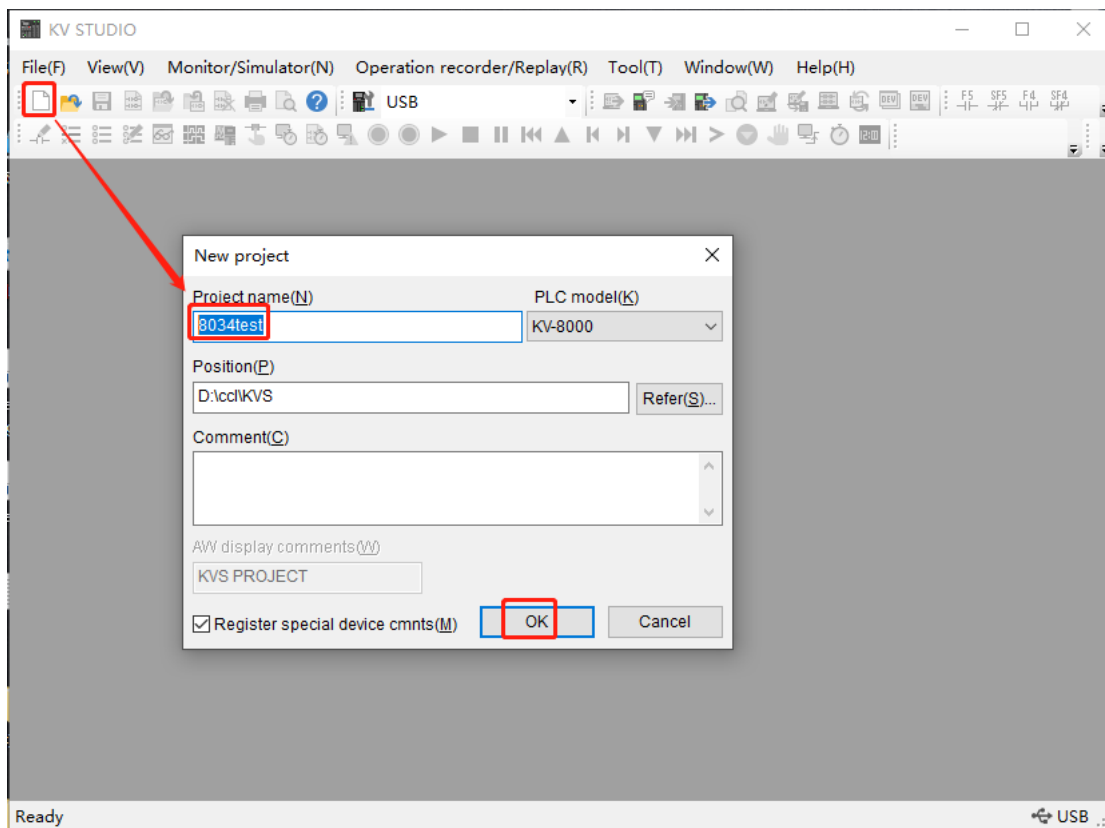 KV STUDIO
File(F) View(V) Monitor/Simulator(N) Operation recorder/Replay(R) Tool(T) Window(W) Help(H)
USB
F5 SF5 F4 SF4
New project
Project name(N) PLC model(K)
8034test KV-8000
Position(P)
D:\ccl\KVS Refer(S)...
Comment(C)
AW display comments(W)
KVS PROJECT
Register special device cmnts(M) OK Cancel
Ready USB